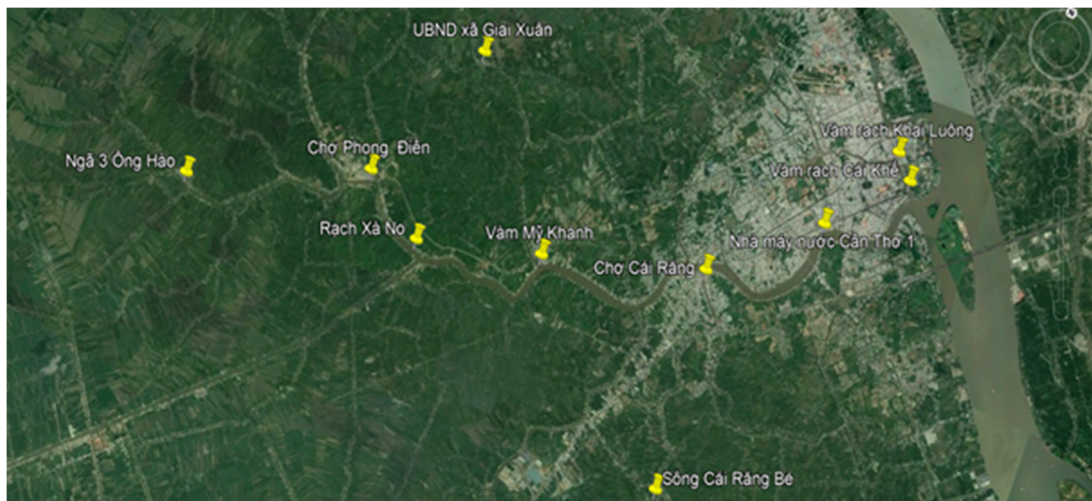 UBND xã Giai Xuân
Vàm rạch Khai Luông
Chợ Phong Điền
Ngã 3 Ông Hào
Vàm rạch Cái Khế
Rạch Xà No
Vàm Mỹ Khánh
Nhà máy nước Cần Thơ 1
Chợ Cái Răng
Sông Cái Răng Bé